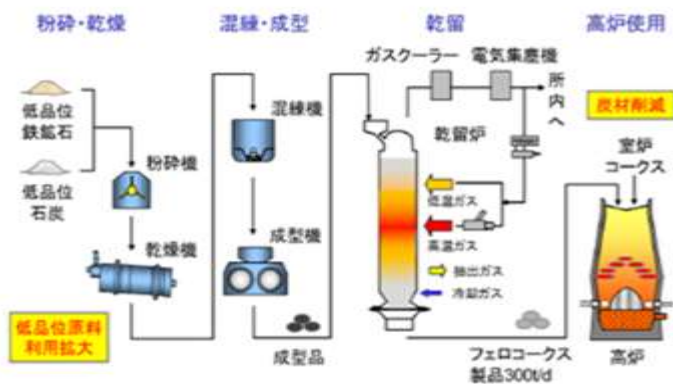 粉砕・乾燥
混練・成型
乾留
高炉使用
ガスクーラー
電気集塵機
所内へ
炭材削減
低品位
鉄鉱石
低品位
石炭
粉砕機
乾燥機
低品位原料
利用拡大
混練機
成型機
成型品
乾留炉
低温ガス
高温ガス
抽出ガス
冷却ガス
室炉
コークス
フェロコークス
製品300t/d
高炉